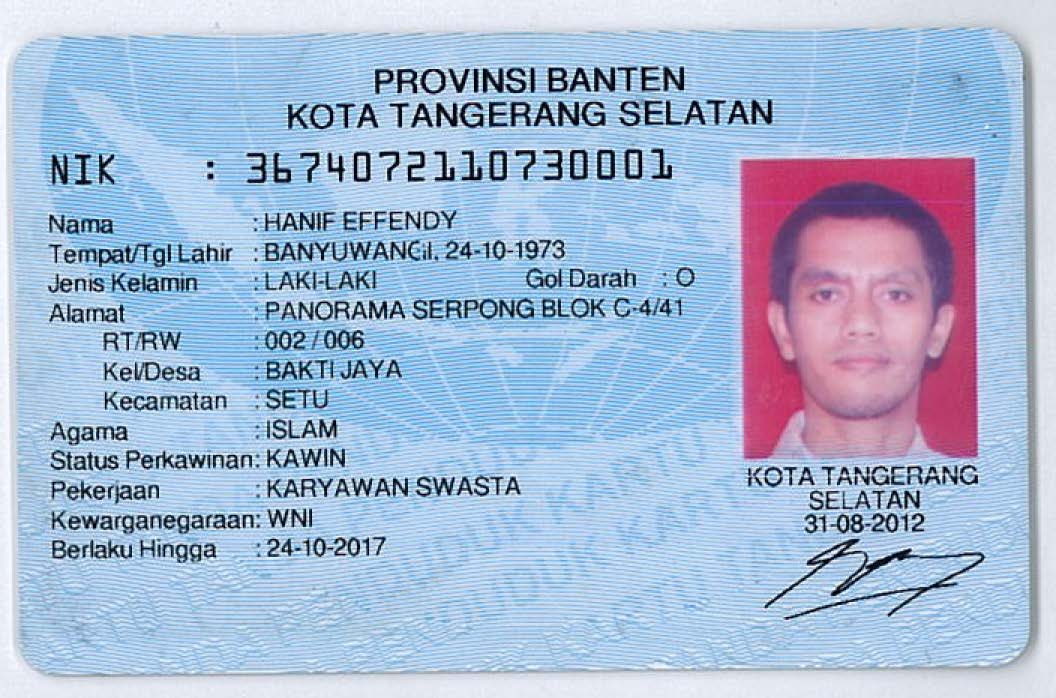 PROVINSI BANTEN
KOTA TANGERANG SELATAN
NIK : 3674072110730001
Nama : HANIF EFFENDY
Tempat/Tgl Lahir : BANYUWANGI, 24-10-1973
Jenis Kelamin : LAKI-LAKI Gol Darah : O
Alamat : PANORAMA SERPONG BLOK C-4/41
RT/RW : 002 / 006
Kel/Desa : BAKTI JAYA
Kecamatan : SETU
Agama : ISLAM
Status Perkawinan: KAWIN
Pekerjaan : KARYAWAN SWASTA
Kewarganegaraan: WNI
Berlaku Hingga : 24-10-2017
KOTA TANGERANG
SELATAN
31-08-2012